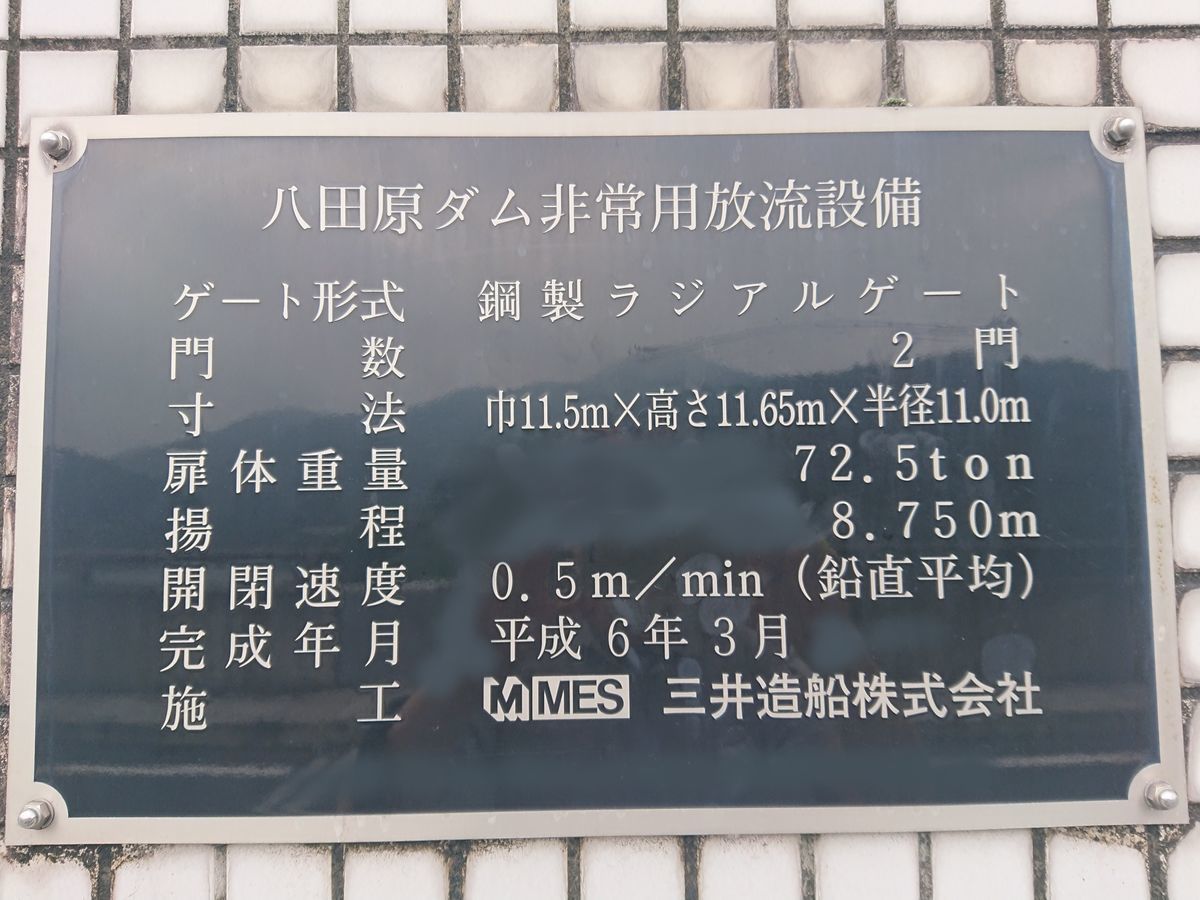 八田原ダム非常用放流設備
ゲート形式 鋼製ラジアルゲート
門数 2門
寸法 巾11.5m×高さ11.65m×半径11.0m
扉体重量 72.5ton
揚程 8.750m
開閉速度 0.5m/min（鉛直平均）
完成年月 平成6年3月
施工 MES 三井造船株式会社